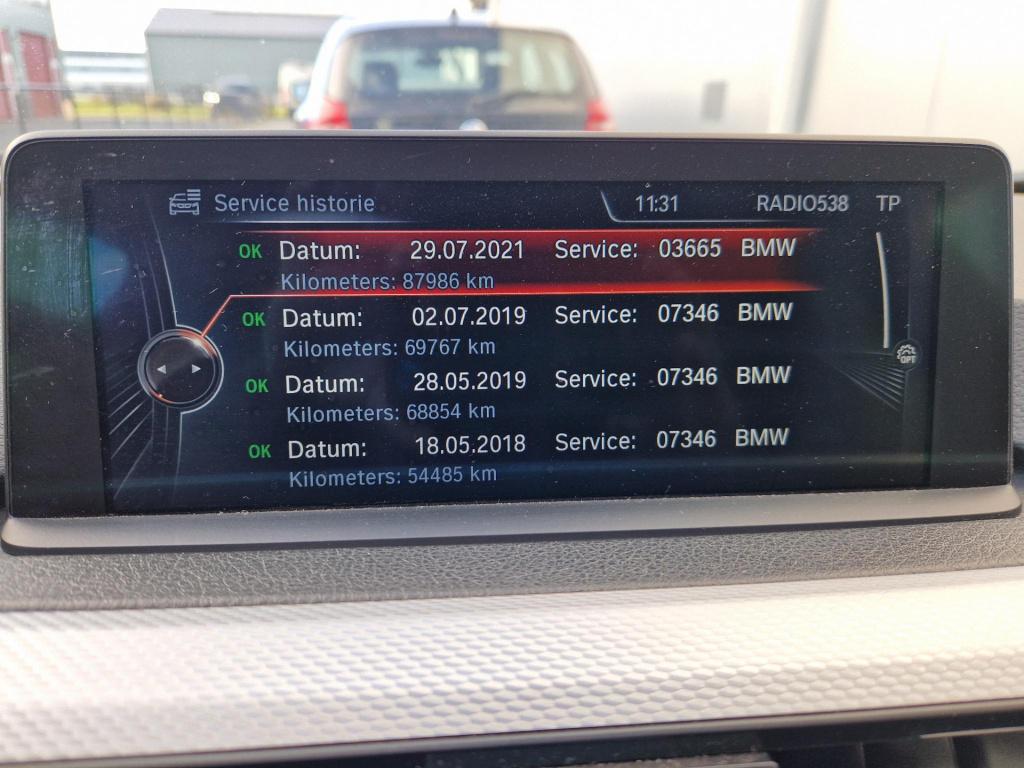 Service historie 11:31 RADIO538 TP
OK Datum: 29.07.2021 Service: 03665 BMW
Kilometers: 87986 km
OK Datum: 02.07.2019 Service: 07346 BMW
Kilometers: 69767 km
OK Datum: 28.05.2019 Service: 07346 BMW
Kilometers: 68854 km
OK Datum: 18.05.2018 Service: 07346 BMW
Kilometers: 54485 km
OPT